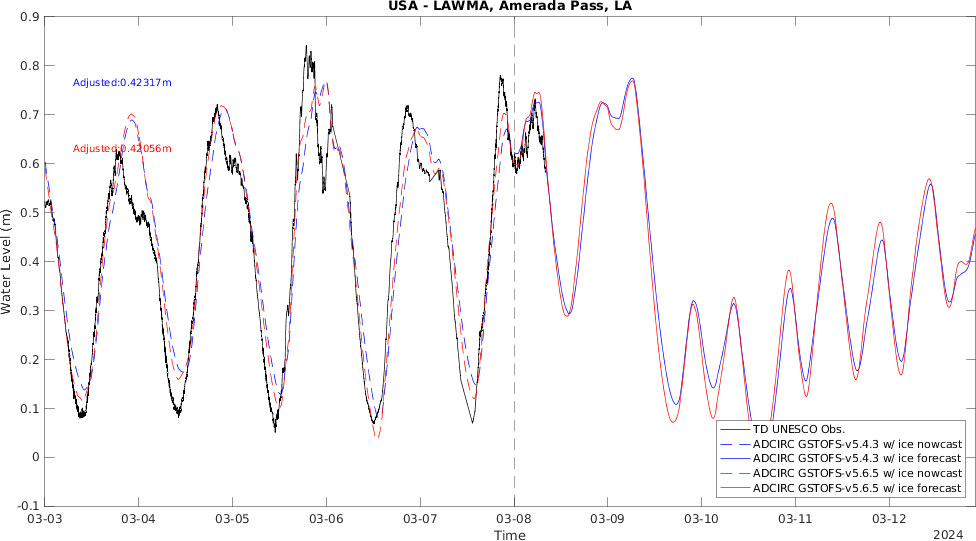 USA - LAWMA, Amerada Pass, LA
0.9
0.8
0.7
0.6
0.5
0.4
0.3
0.2
0.1
0
-0.1
Water Level (m)
Adjusted:0.42317m
Adjusted:0.42056m
TD UNESCO Obs.
ADCIRC GSTOFS-v5.4.3 w/ ice nowcast
ADCIRC GSTOFS-v5.4.3 w/ ice forecast
ADCIRC GSTOFS-v5.6.5 w/ ice nowcast
ADCIRC GSTOFS-v5.6.5 w/ ice forecast
03-03 03-04 03-05 03-06 03-07 03-08 03-09 03-10 03-11 03-12
Time
2024